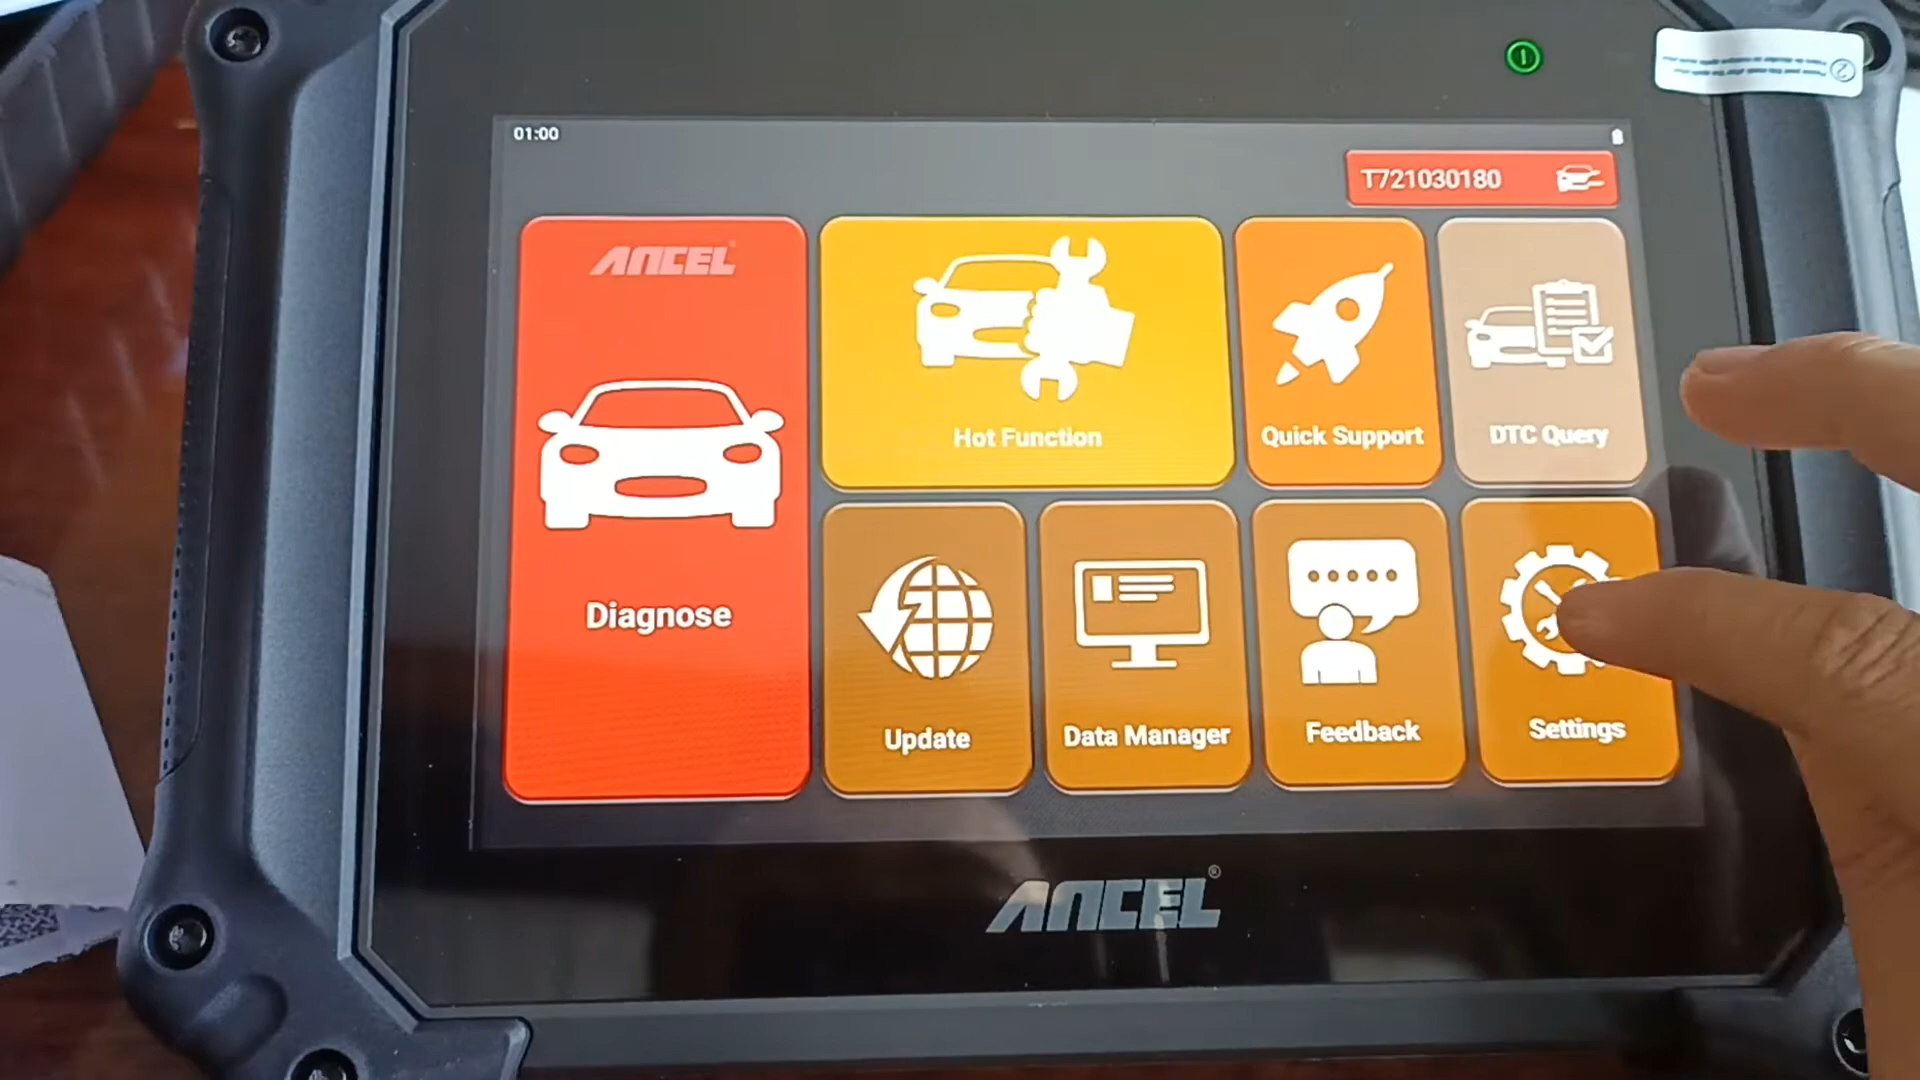 01:00
T721030180
ANCEL
Diagnose
Hot Function
Quick Support
DTC Query
Update
Data Manager
Feedback
Settings
ANCEL®